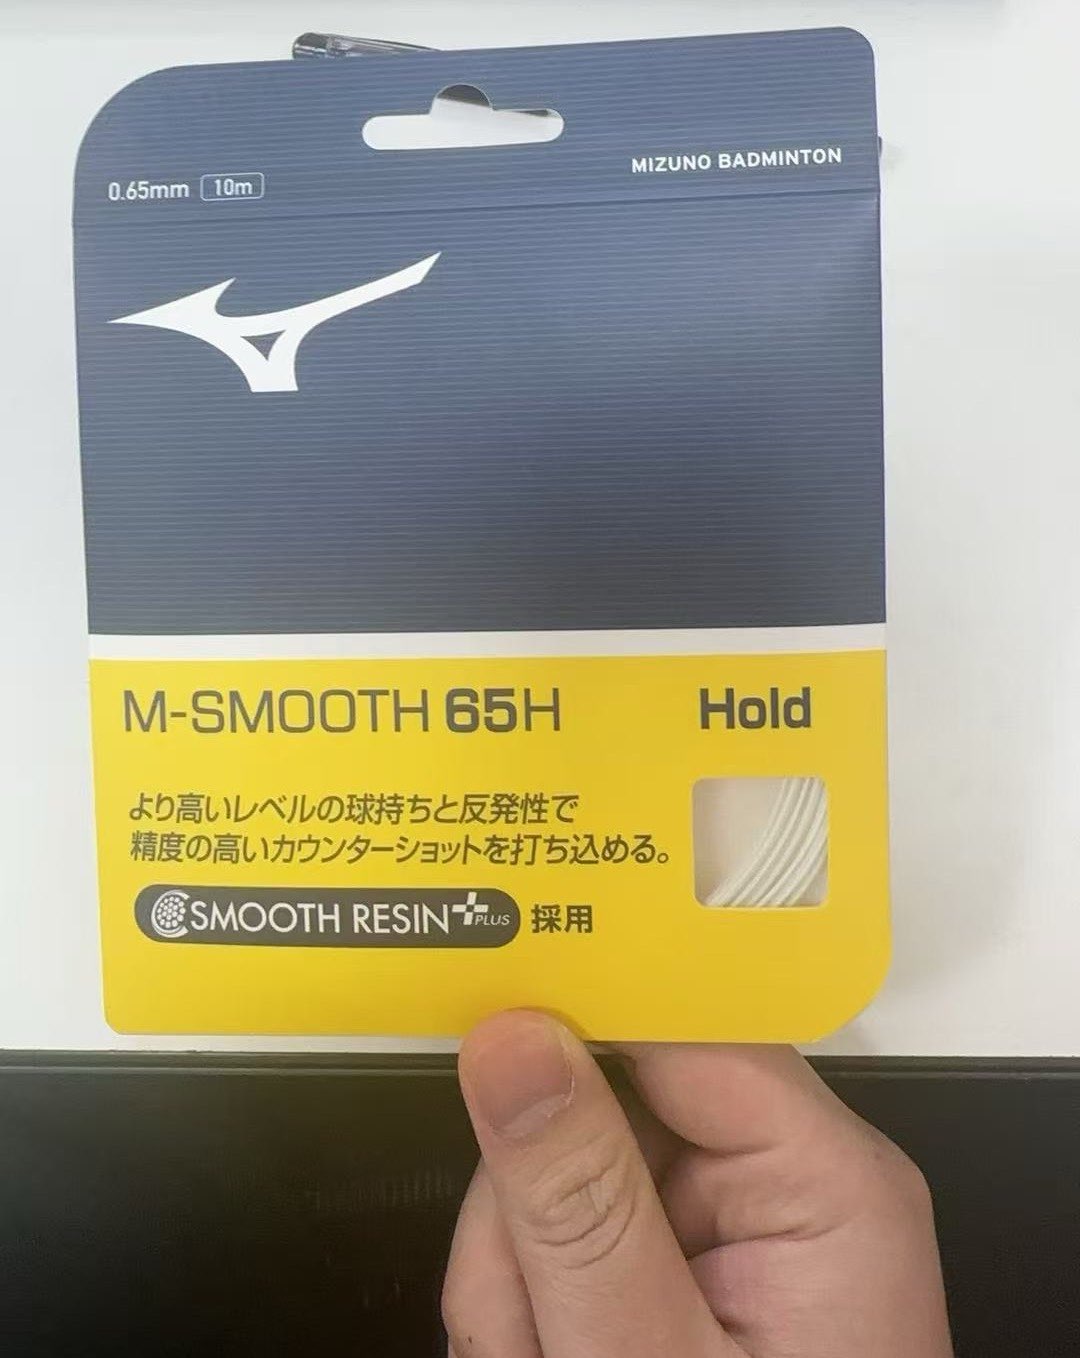 0.65mm 10m
MIZUNO BADMINTON
M-SMOOTH 65H
Hold
より高いレベルの球持ちと反発性で
精度の高いカウンターショットを打ち込める。
SMOOTH RESIN+PLUS 採用